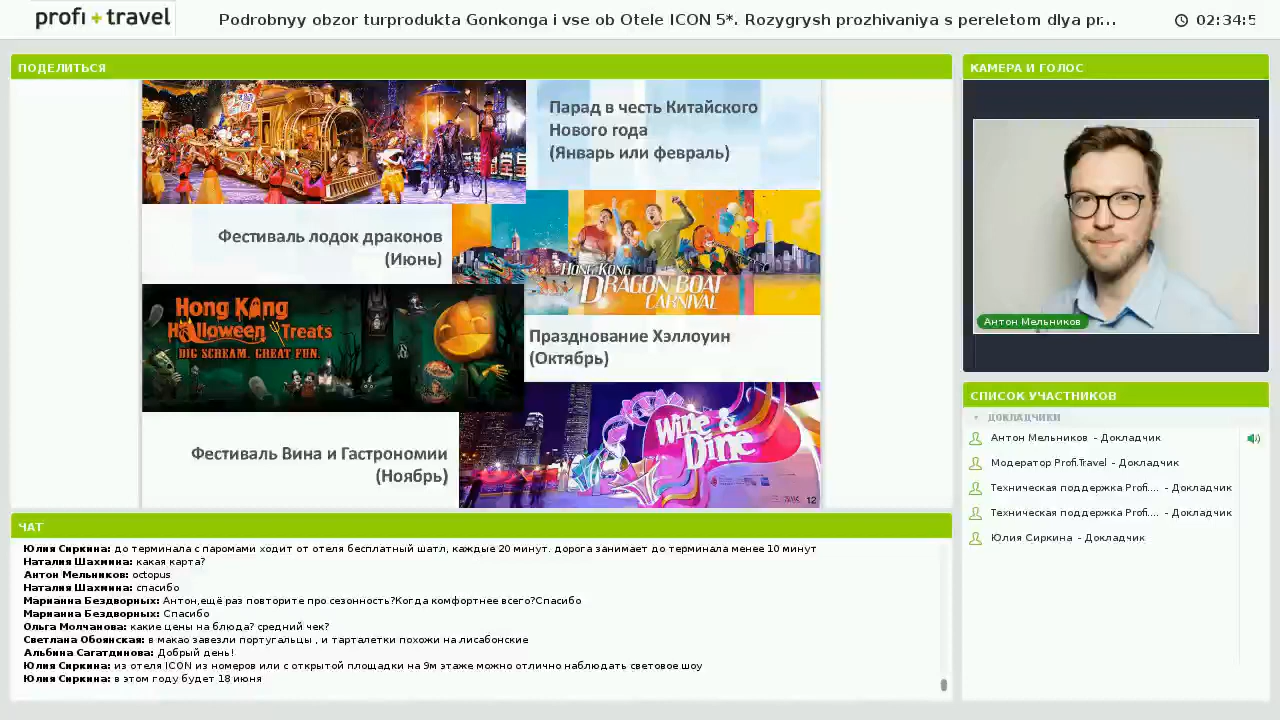 profi + travel
Podrobnyy obzor turprodukta Gonkonga i vse ob Otele ICON 5*. Rozygrysh prozhivaniya s pereletom dlya pr...
02:34:5
ПОДЕЛИТЬСЯ
Парад в честь Китайского
Нового года
(Январь или февраль)
Фестиваль лодок драконов
(Июнь)
HONG KONG
DRAGON BOAT
CARNIVAL
Hong Kong
Halloween Treats
BIG SCREAM. GREAT FUN.
Празднование Хэллоуин
(Октябрь)
Фестиваль Вина и Гастрономии
(Ноябрь)
Wine &
Dine
12
КАМЕРА И ГОЛОС
Антон Мельников
СПИСОК УЧАСТНИКОВ
ДОКЛАДЧИКИ
Антон Мельников - Докладчик
Модератор Profi.Travel - Докладчик
Техническая поддержка Profi.... - Докладчик
Техническая поддержка Profi.... - Докладчик
Юлия Сиркина - Докладчик
ЧАТ
Юлия Сиркина: до терминала с паромами ходит от отеля бесплатный шатл, каждые 20 минут. дорога занимает до терминала менее 10 минут
Наталия Шахмина: какая карта?
Антон Мельников: octopus
Наталия Шахмина: спасибо
Марианна Бездворных: Антон,ещё раз повторите про сезонность?Когда комфортнее всего?Спасибо
Марианна Бездворных: Спасибо
Ольга Молчанова: какие цены на блюда? средний чек?
Светлана Обоянская: в макао завезли португальцы , и тарталетки похожи на лисабонские
Альбина Сагатдинова: Добрый день!
Юлия Сиркина: из отеля ICON из номеров или с открытой площадки на 9м этаже можно отлично наблюдать световое шоу
Юлия Сиркина: в этом году будет 18 июня